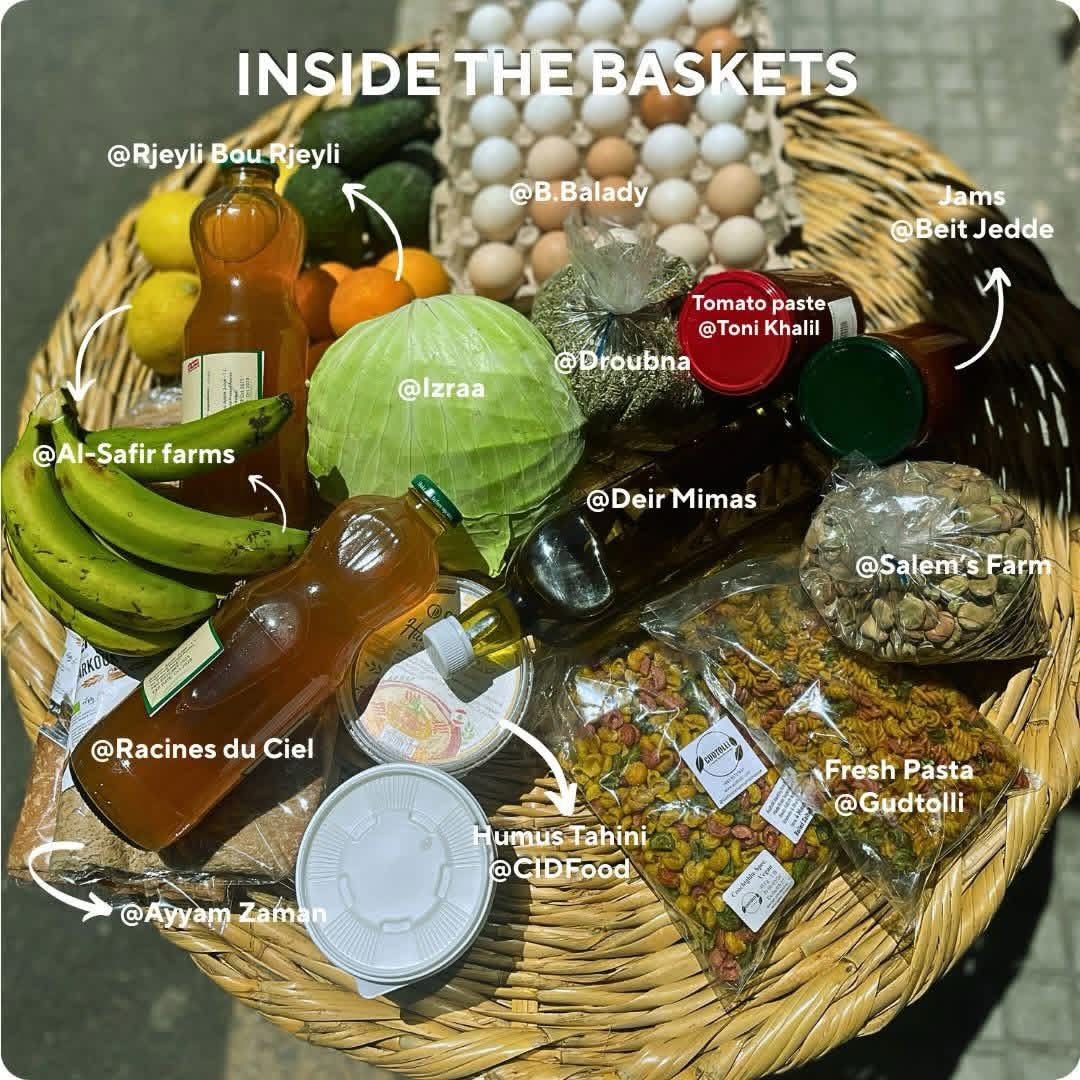 INSIDE THE BASKETS
@Rjeyli Bou Rjeyli
@B.Balady
Jams
@Beit Jedde
Tomato paste
@Toni Khalil
@Droubna
@Izraa
@Al-Safir farms
@Deir Mimas
@Salem's Farm
@Racines du Ciel
GUDTOLLI
Fresh Pasta
@Gudtolli
Humus Tahini
@CIDFood
Vegan
@Ayyam Zaman